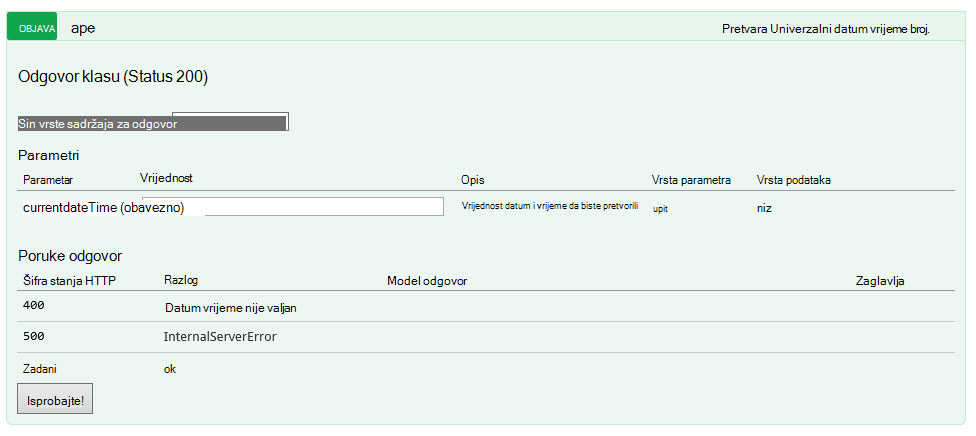 OBJAVA ape Pretvara Univerzalni datum vrijeme broj.
Odgovor klasu (Status 200)
Sin vrste sadržaja za odgovor
Parametri
Parametar Vrijednost Opis Vrsta parametra Vrsta podataka
currentdateTime (obavezno) Vrijednost datum i vrijeme da biste pretvorili upit niz
Poruke odgovor
Šifra stanja HTTP Razlog Model odgovor Zaglavlja
400 Datum vrijeme nije valjan
500 InternalServerError
Zadani ok
Isprobajte!